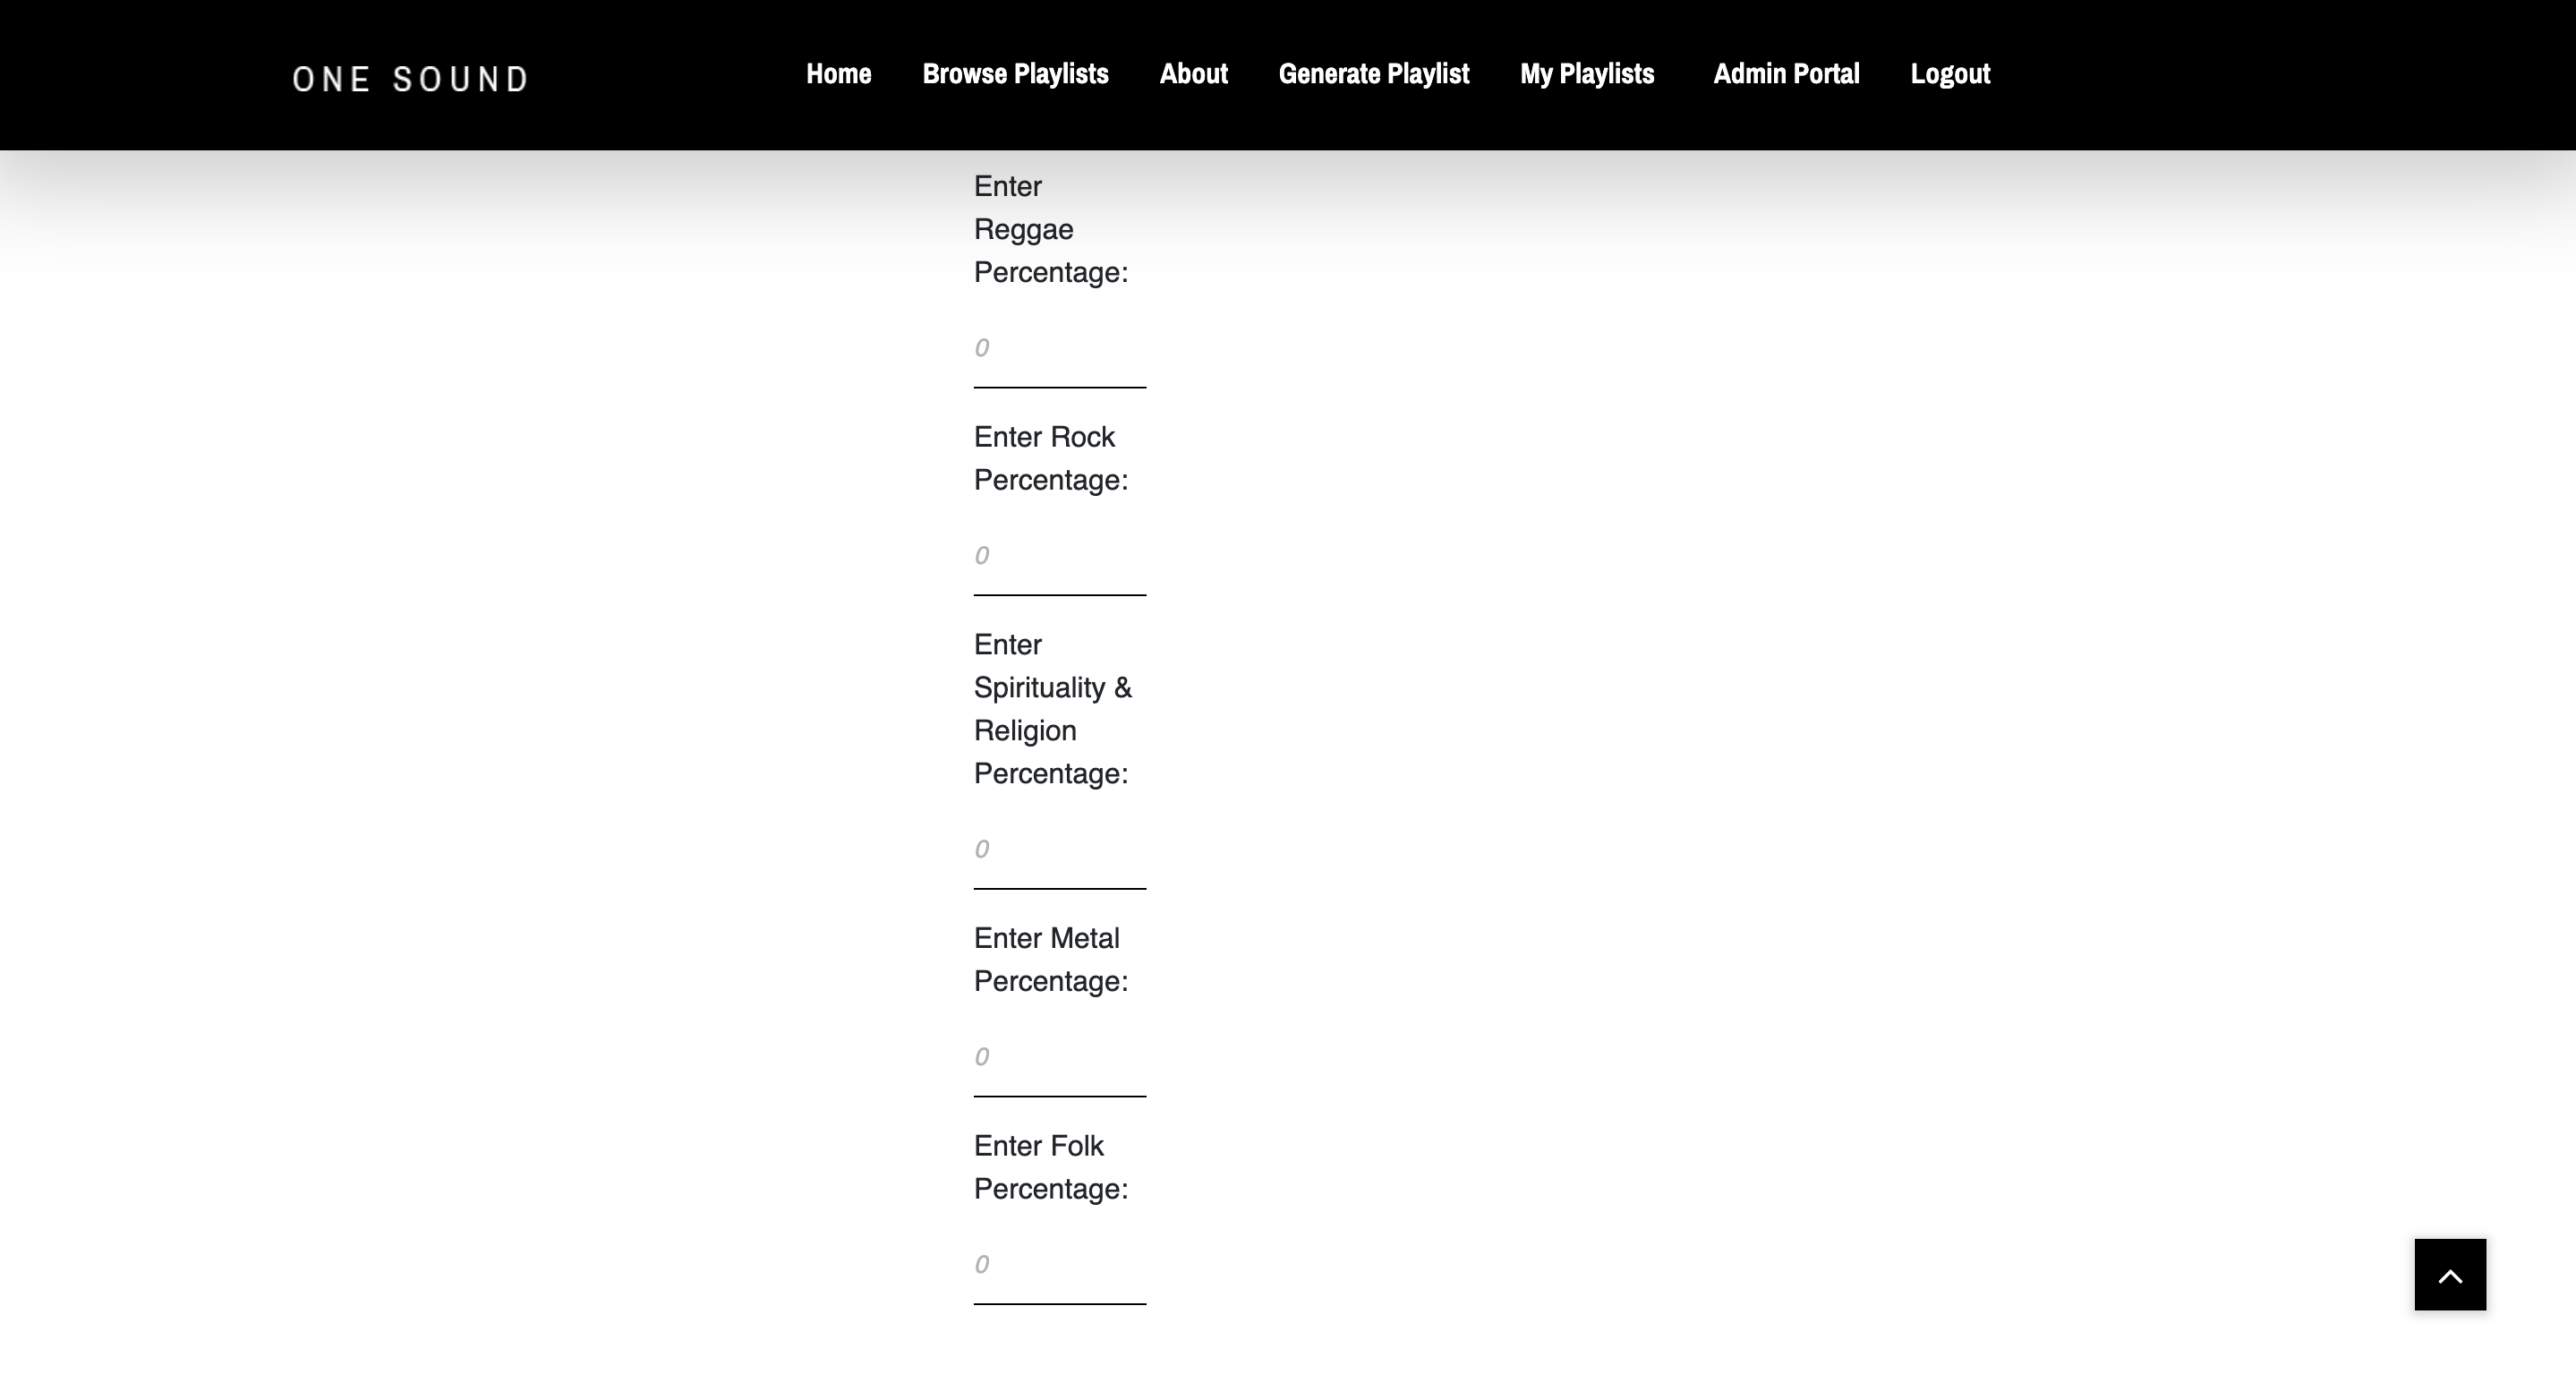 ONE SOUND
Home Browse Playlists About Generate Playlist My Playlists Admin Portal Logout
Enter
Reggae
Percentage:
0
Enter Rock
Percentage:
0
Enter
Spirituality &
Religion
Percentage:
0
Enter Metal
Percentage:
0
Enter Folk
Percentage:
0